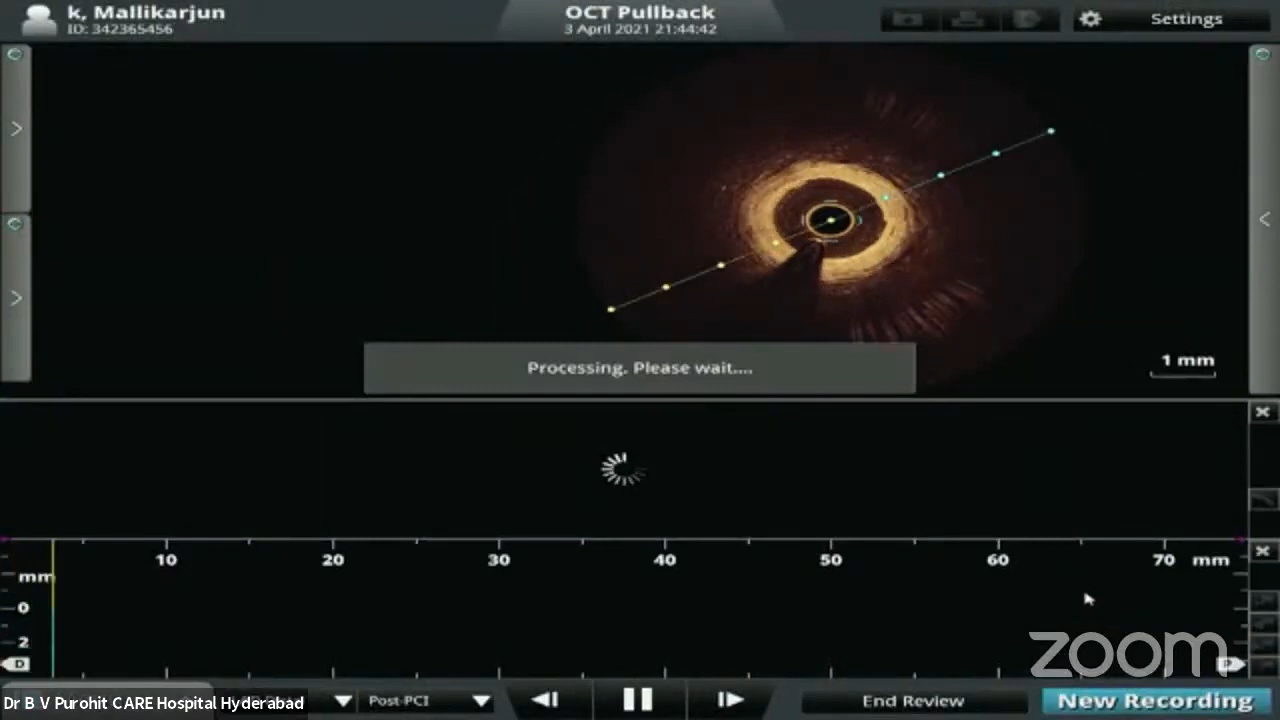 k, Mallikarjun
ID: 342365456
OCT Pullback
3 April 2021 21:44:42
Settings
1 mm
Processing. Please wait....
10 20 30 40 50 60 70 mm
mm
0
2
D
zoom
Dr B V Purohit CARE Hospital Hyderabad
Post-PCI
End Review
New Recording